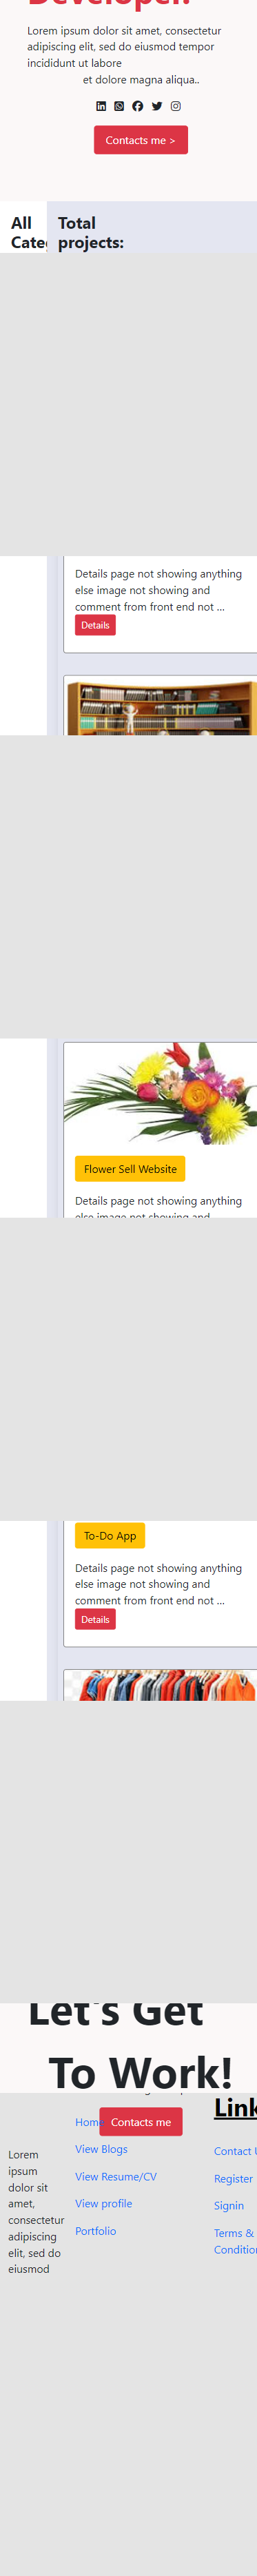 Developer.
Lorem ipsum dolor sit amet, consectetur
adipiscing elit, sed do eiusmod tempor
incididunt ut labore
et dolore magna aliqua..
Contacts me >
All Total
projects:
Details page not showing anything
else image not showing and
comment from front end not ...
Details
Flower Sell Website
Details page not showing anything
else image not showing and
To-Do App
Details page not showing anything
else image not showing and
comment from front end not ...
Details
Let's Get
To Work!
Home
Contacts me
View Blogs
View Resume/CV
View profile
Portfolio
Lorem
ipsum
dolor sit
amet,
consectetur
adipiscing
elit, sed do
eiusmod
Link
Contact U
Register
Signin
Terms &
Condition